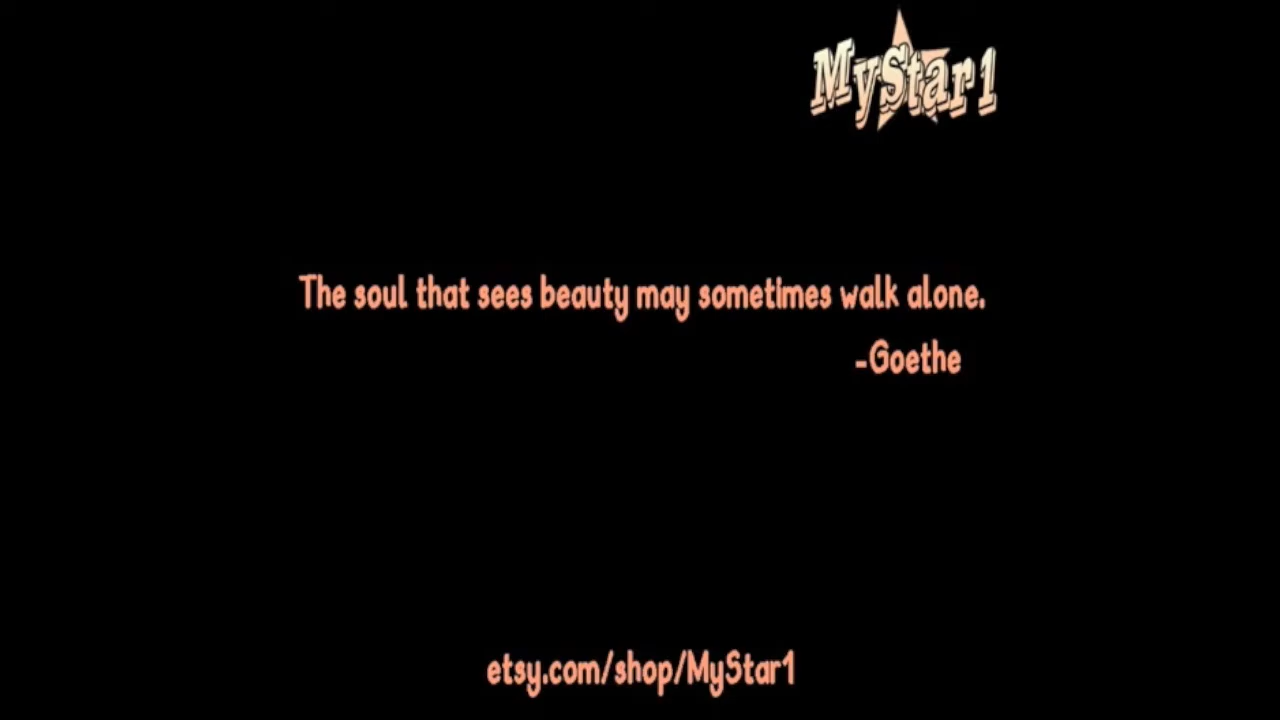 MyStar1
The soul that sees beauty may sometimes walk alone.
-Goethe
etsy.com/shop/MyStar1